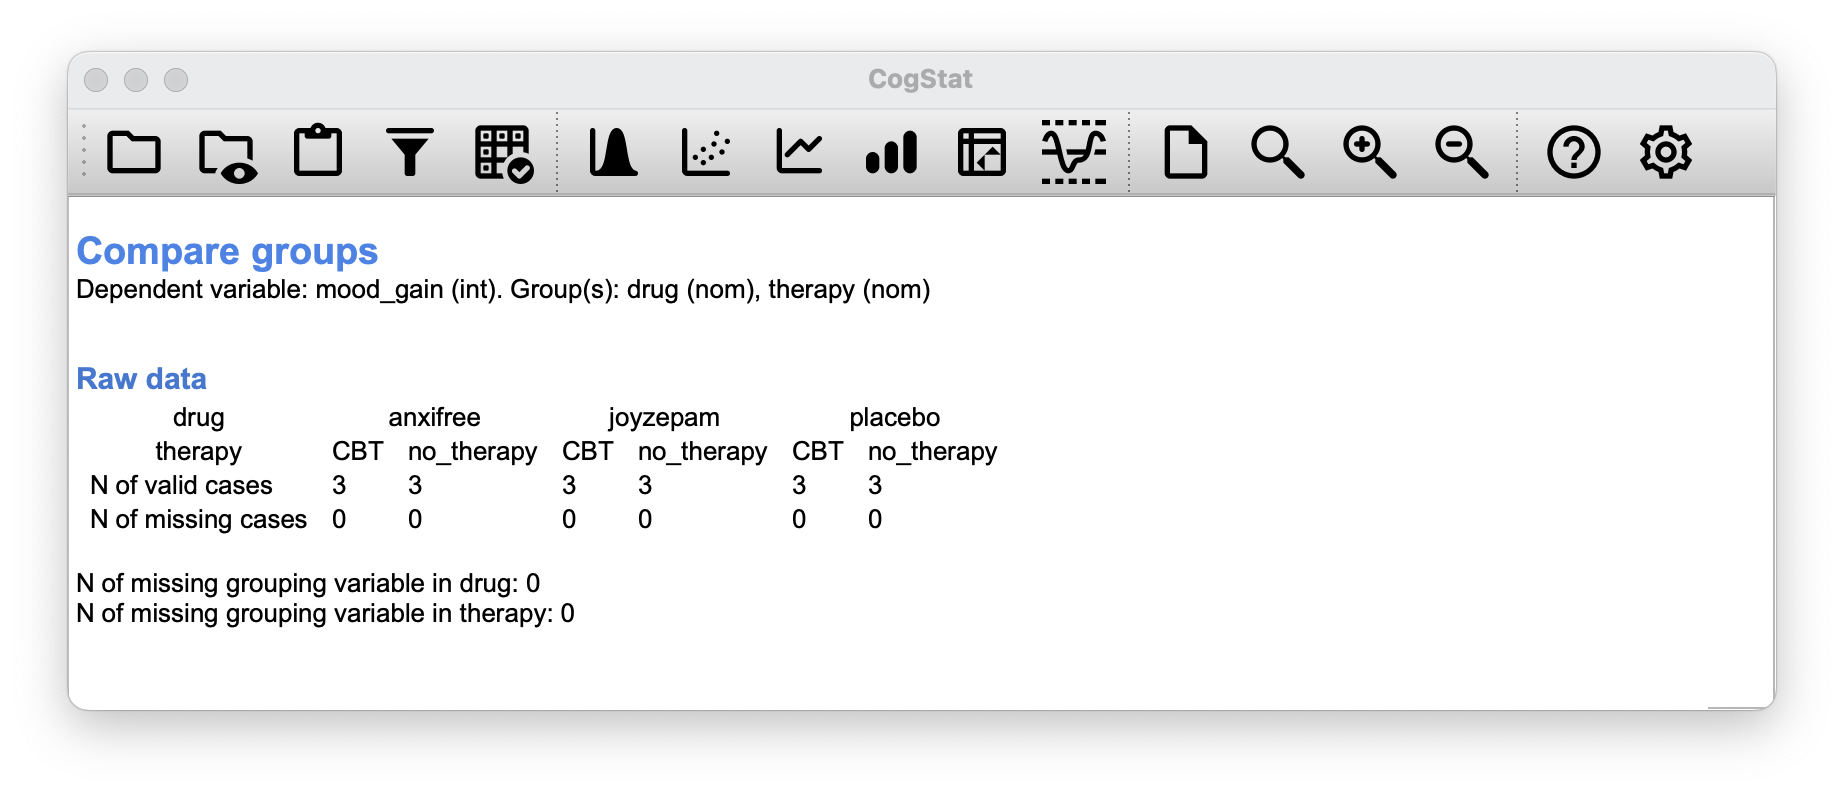 CogStat
Compare groups
Dependent variable: mood_gain (int). Group(s): drug (nom), therapy (nom)
Raw data
drug anxifree joyzepam placebo
therapy CBT no_therapy CBT no_therapy CBT no_therapy
N of valid cases 3 3 3 3 3 3
N of missing cases 0 0 0 0 0 0
N of missing grouping variable in drug: 0
N of missing grouping variable in therapy: 0